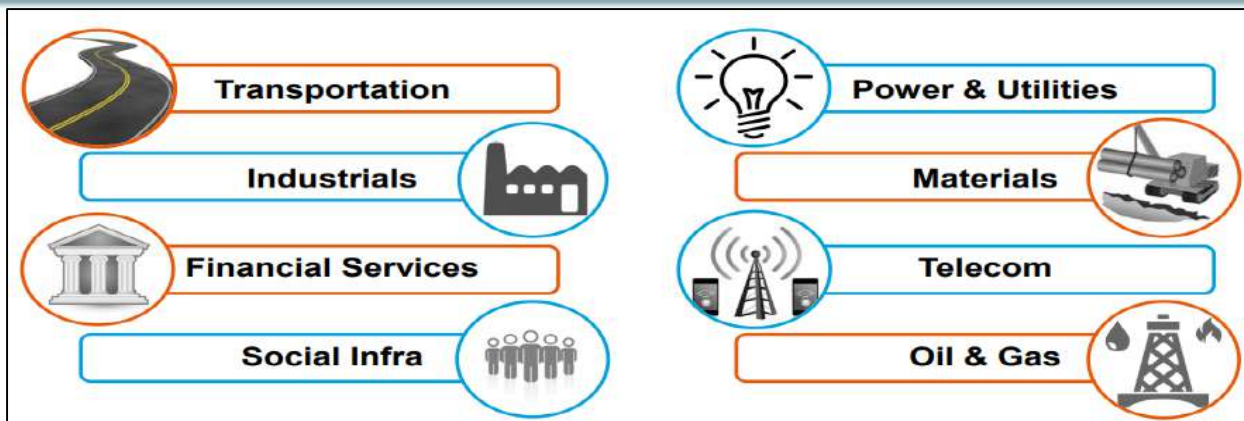 Transportation
Industrials
Financial Services
Social Infra
Power & Utilities
Materials
Telecom
Oil & Gas